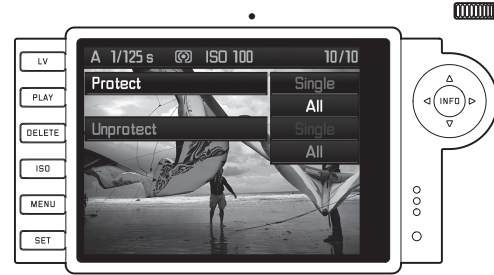 LV
PLAY
DELETE
ISO
MENU
SET
A 1/125 s ISO 100 10/10
Protect Single
All
Unprotect Single
All
INFO